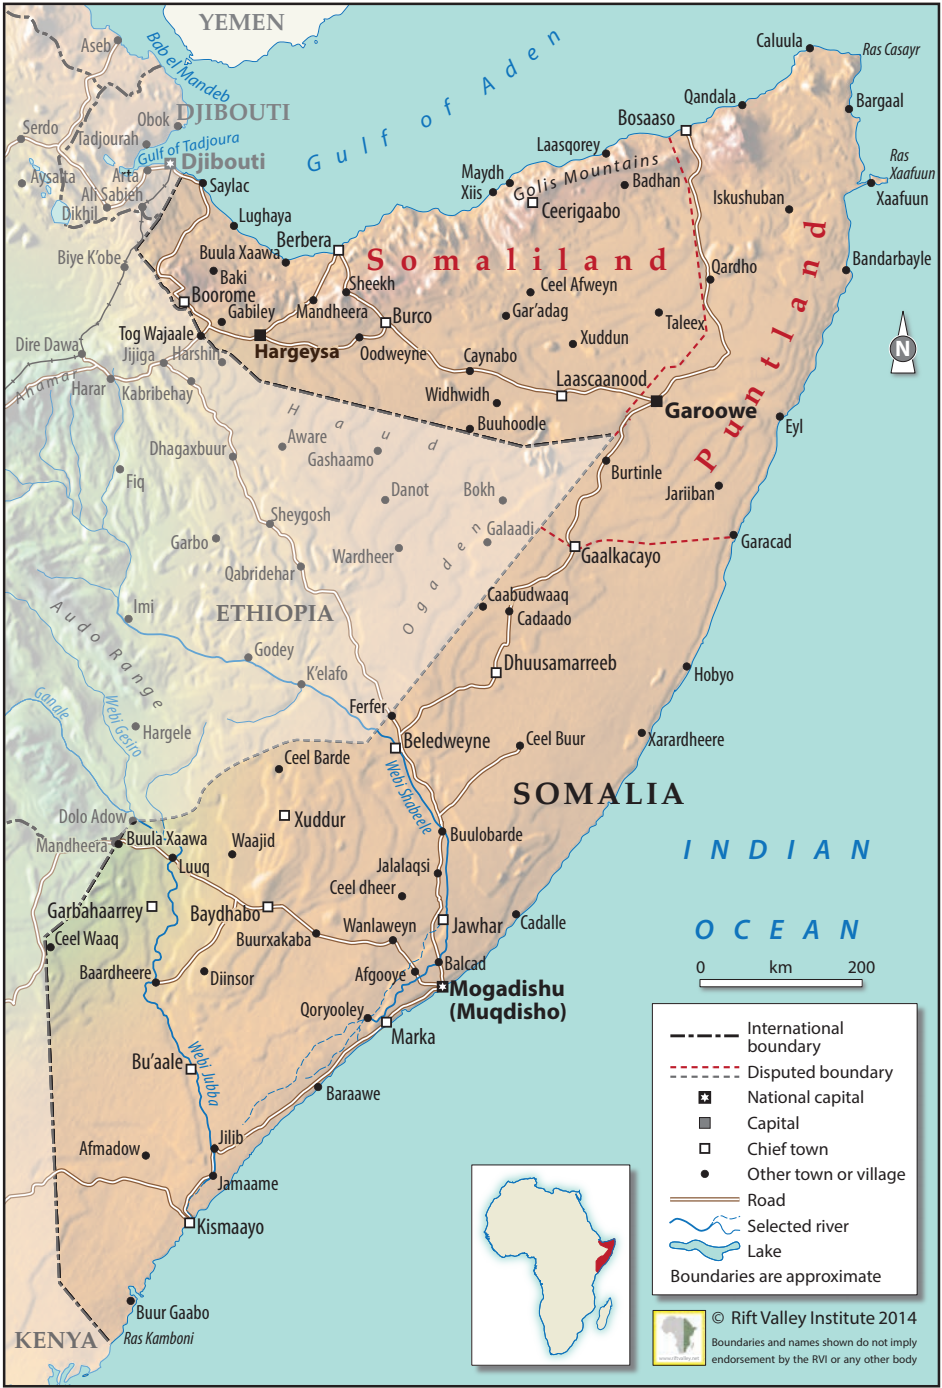 YEMEN
Aseb
Bab el Mandeb
Caluula
Ras Casayr
Gulf of Aden
Qandala
Bargaal
DJIBOUTI
Obok
Bosaaso
Serdo
Tadjourah
Gulf of Tadjoura
Laasqorey
Ras
Xaafuun
Djibouti
Arta
Aysaita
Maydh
Xiis
Golis Mountains
Badhan
Saylac
Ali Sabieh
Dikhil
Ceerigaabo
Iskushuban
Xaafuun
Lughaya
Berbera
Buula Xaawa
Biye K'obe
Somaliland
Puntland
Bandarbayle
Baki
Qardho
Boorome
Sheekh
Ceel Afweyn
Gabiley
Mandheera
Burco
Gar'adag
Taleex
Tog Wajaale
Xuddun
Dire Dawa
Jijiga
Harshin
Hargeysa
Oodweyne
Caynabo
N
Ahamar
Harar
Kabribehay
Laascaanood
Widhwidh
Garoowe
Haud
Buuhoodle
Eyl
Dhagaxbuur
Aware
Gashaamo
Burtinle
Fiq
Danot
Bokh
Jariiban
Sheygosh
Galaadi
Garbo
Wardheer
Ogaden
Garacad
Gaalkacayo
Qabridehar
Imi
ETHIOPIA
Caabudwaaq
Cadaado
Audo Range
Godey
K'elafo
Dhuusamarreeb
Hobyo
Ganale
Webi Gesiro
Hargele
Ferfer
Beledweyne
Ceel Buur
Xarardheere
Ceel Barde
Webi Shabeele
SOMALIA
Dolo Adow
Xuddur
Mandheera
Buula Xaawa
Waajid
Buulobarde
INDIAN
OCEAN
Luuq
Jalalaqsi
Ceel dheer
Garbahaarrey
Baydhabo
Wanlaweyn
Jawhar
Cadalle
Ceel Waaq
Buurxakaba
Baardheere
Diinsor
Afgooye
Balcad
Mogadishu
(Muqdisho)
Qoryooley
Marka
Bu'aale
Webi Jubba
Baraawe
Jilib
Afmadow
Jamaame
Kismaayo
Buur Gaabo
KENYA
Ras Kamboni
0 km 200
International
boundary
Disputed boundary
National capital
Capital
Chief town
Other town or village
Road
Selected river
Lake
Boundaries are approximate
© Rift Valley Institute 2014
www.riftvalley.net
Boundaries and names shown do not imply
endorsement by the RVI or any other body